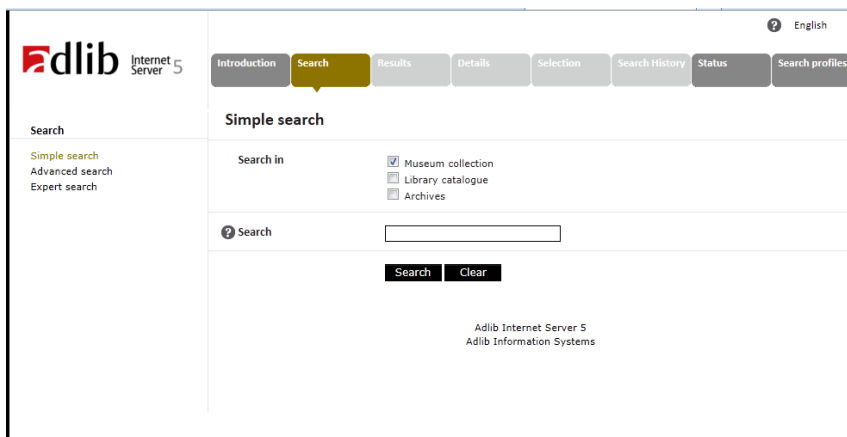 English
adlib Internet Server 5
Introduction Search Results Details Selection Search History Status Search profiles
Simple search
Search
Simple search
Advanced search
Expert search
Search in
Museum collection
Library catalogue
Archives
Search
Search Clear
Adlib Internet Server 5
Adlib Information Systems